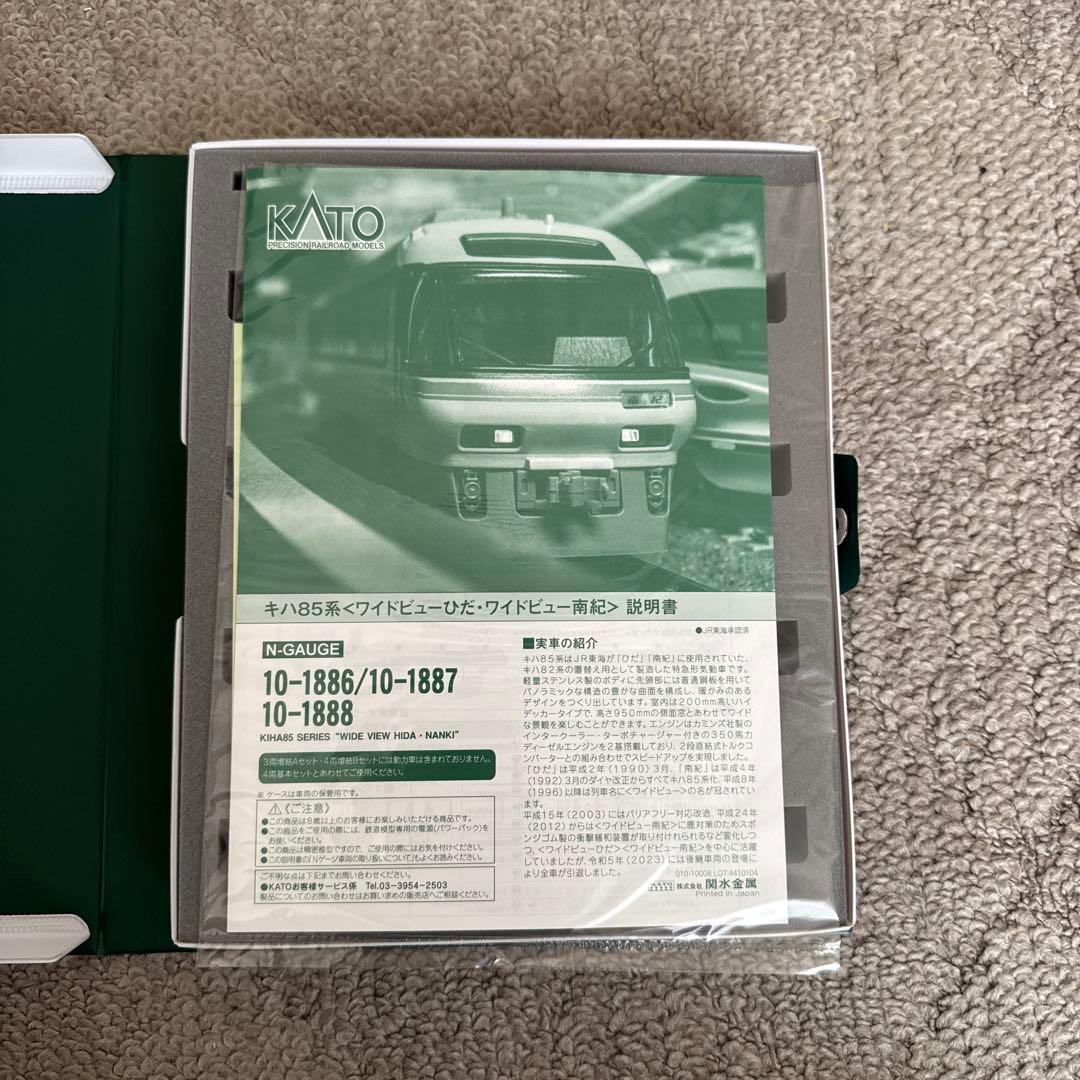 KATO
PRECISION RAILROAD MODELS
南紀
キハ85系<ワイドビューひだ・ワイドビュー南紀> 説明書
●JR東海承認済
N-GAUGE
10-1886/10-1887
10-1888
KIHA85 SERIES "WIDE VIEW HIDA・NANKI"
3両増結Aセット・4両増結Bセットには動力車は含まれておりません。
4両基本セットとあわせてご使用ください。
※ ケースは車両の保管用です。
⚠《ご注意》
●この商品は8歳以上のお客様にお楽しみいただける商品です。
●この商品をご使用の際には、鉄道模型専用の電源(パワーパック)を
お使いください。
●この商品は精密模型ですので、ご使用の際にはお気を付けください。
●この説明書の「Nゲージ車両の取り扱いについて」もよくお読みください。
ご不明な点は下記までお問い合わせください。
●KATOお客様サービス係 Tel.03-3954-2503
製品についてのお問い合わせはお買い求めの販売店へご相談ください。
■実車の紹介
キハ85系はJR東海が「ひだ」「南紀」に使用されていた、
キハ82系の置替え用として製造した特急形気動車です。
軽量ステンレス製のボディに先頭部には普通鋼板を用いて
パノラミックな構造の豊かな曲面を構成し、暖かみのある
デザインをつくり出しています。室内は200mm高いハイ
デッカータイプで、高さ950mmの側面窓とあわせてワイド
な景観を楽しむことができます。エンジンはカミンズ社製の
インタークーラー・ターボチャージャー付きの350馬力
ディーゼルエンジンを2基搭載しており、2段直結式トルクコ
ンバーターとの組み合わせでスピードアップを実現しました。
「ひだ」は平成2年(1990)3月、「南紀」は平成4年
(1992)3月のダイヤ改正からすべてキハ85系化、平成8年
(1996)以降は列車名に<ワイドビュー>の名が冠されていま
す。
平成15年(2003)にはバリアフリー対応改造、平成24年
(2012)からは<ワイドビュー南紀>に鹿対策のためスポ
ンジゴム製の衝撃緩和装置が取り付けれられるなど変化しつ
つ、<ワイドビューひだ><ワイドビュー南紀>を中心に活躍
していましたが、令和5年(2023)には後継車両の登場に
より全車が引退しました。
010-10008 LOT:4410104
KATO 株式会社 関水金属
Printed in Japan